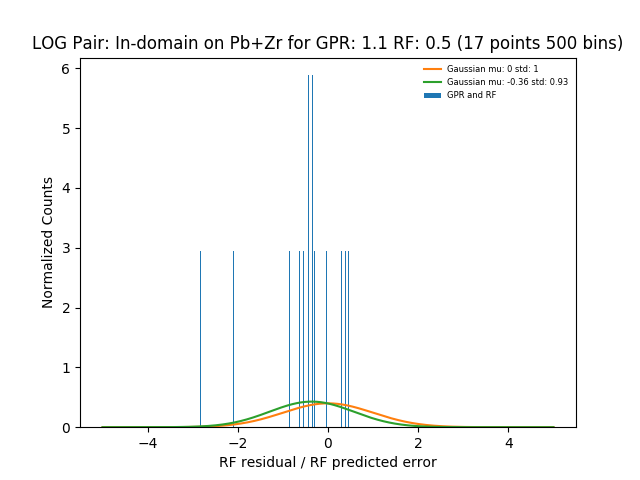 LOG Pair: In-domain on Pb+Zr for GPR: 1.1 RF: 0.5 (17 points 500 bins)
Gaussian mu: 0 std: 1
Gaussian mu: -0.36 std: 0.93
GPR and RF
Normalized Counts
6
5
4
3
2
1
0
−4 −2 0 2 4
RF residual / RF predicted error